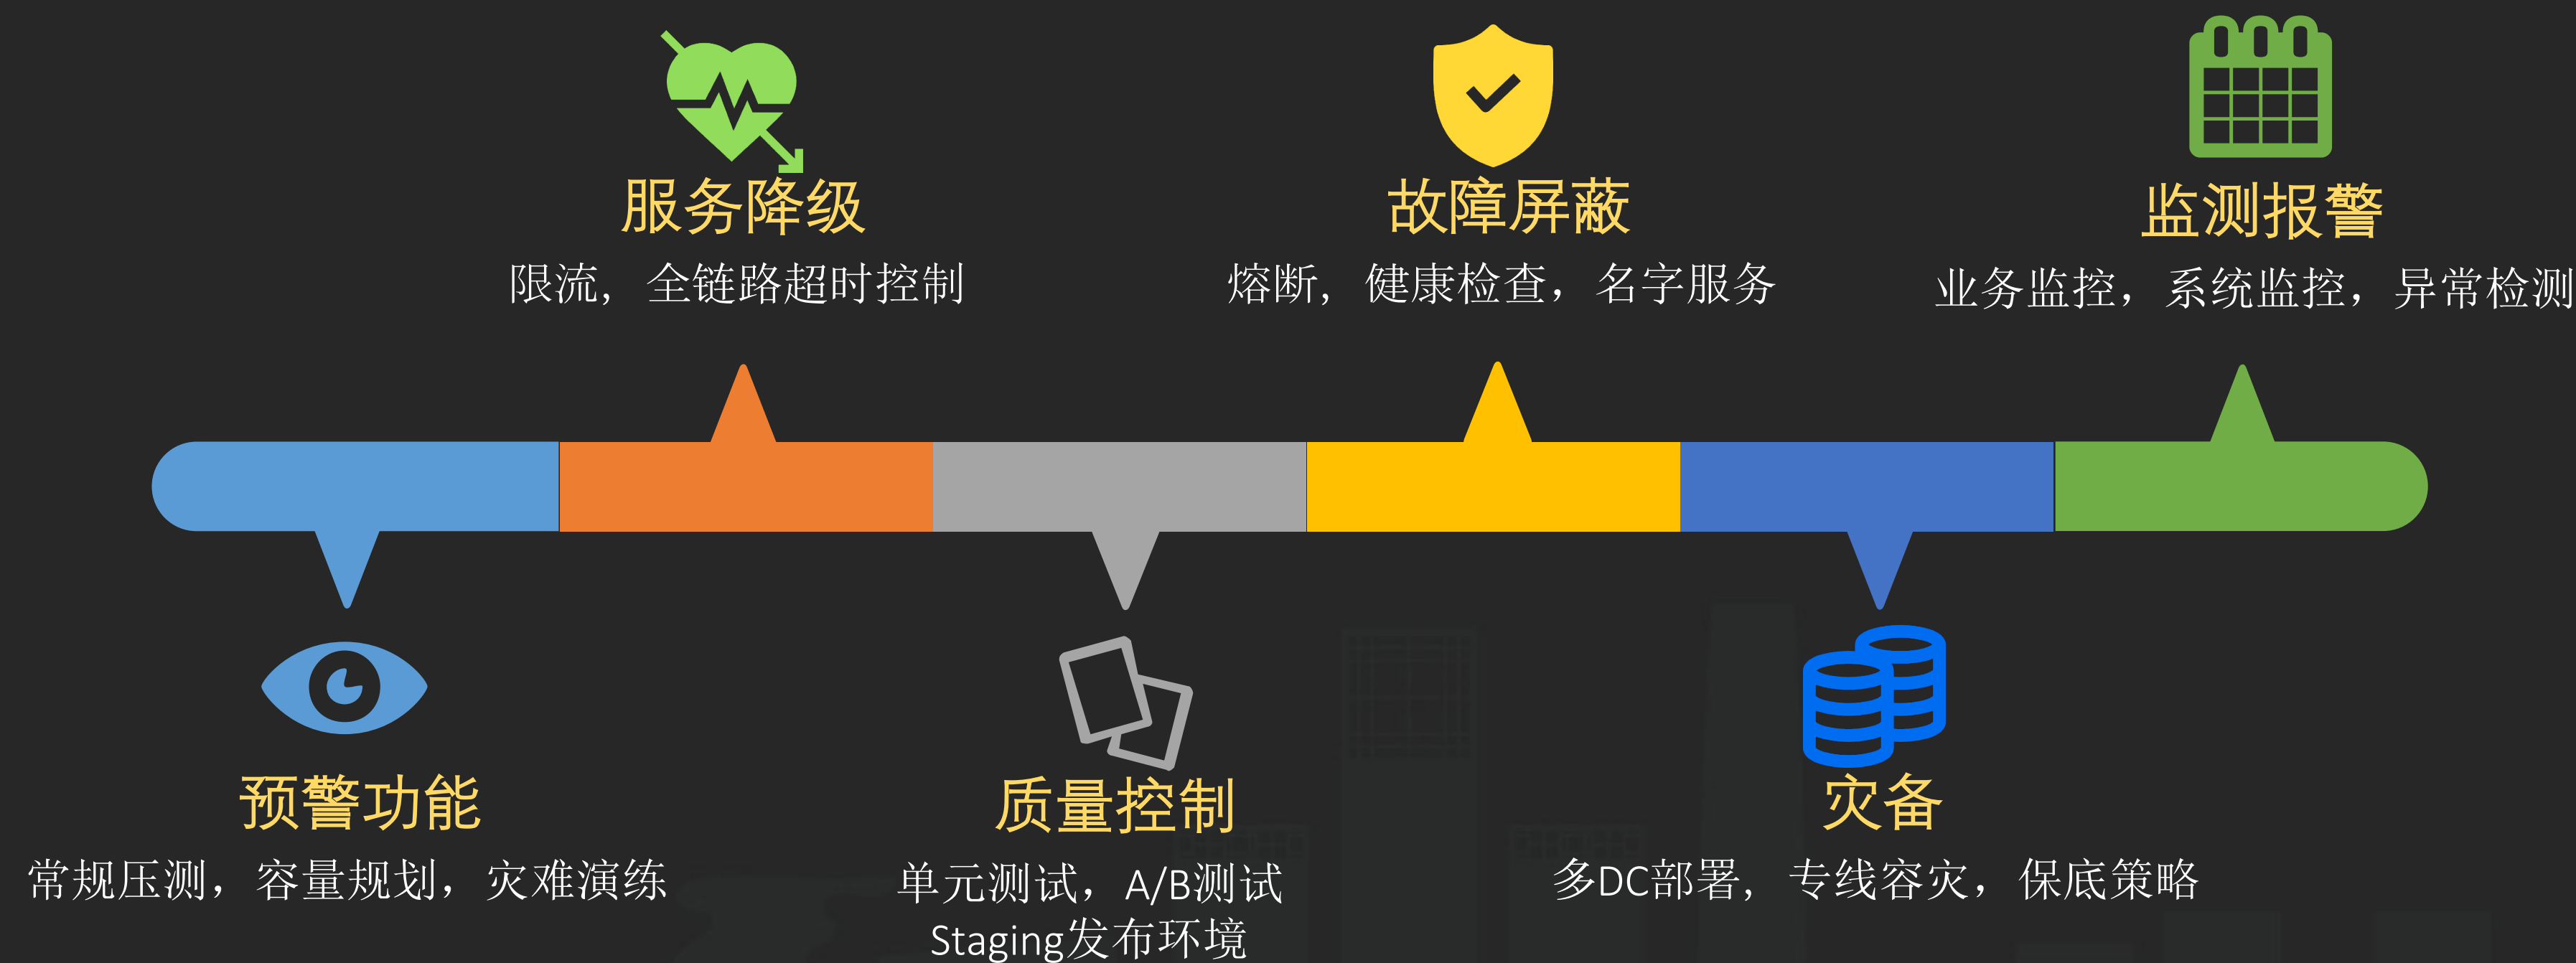 服务降级
限流, 全链路超时控制
故障屏蔽
熔断, 健康检查，名字服务
监测报警
业务监控，系统监控，异常检测
预警功能
常规压测，容量规划，灾难演练
质量控制
单元测试，A/B测试
Staging发布环境
灾备
多DC部署, 专线容灾，保底策略